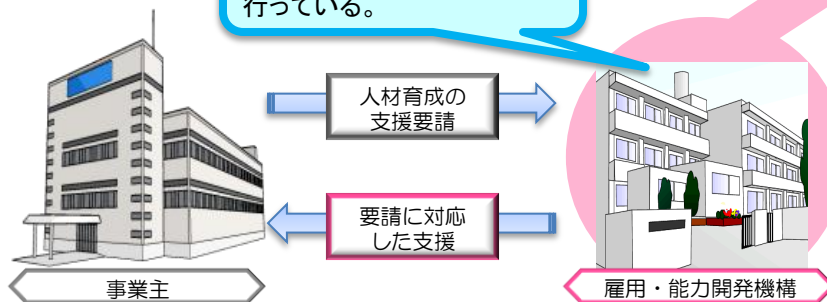 行っている。
人材育成の
支援要請
要請に対応
した支援
事業主
雇用・能力開発機構